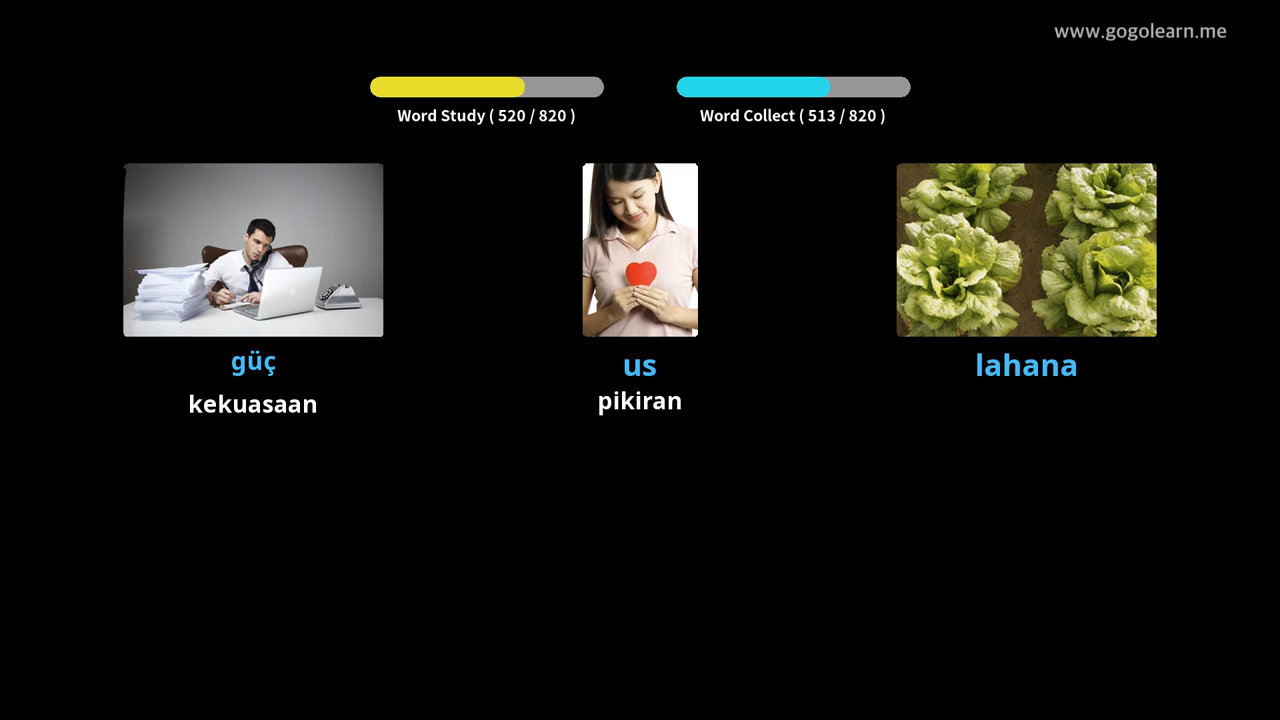 www.gogolearn.me
Word Study ( 520 / 820 )
Word Collect ( 513 / 820 )
güç
kekuasaan
us
pikiran
lahana